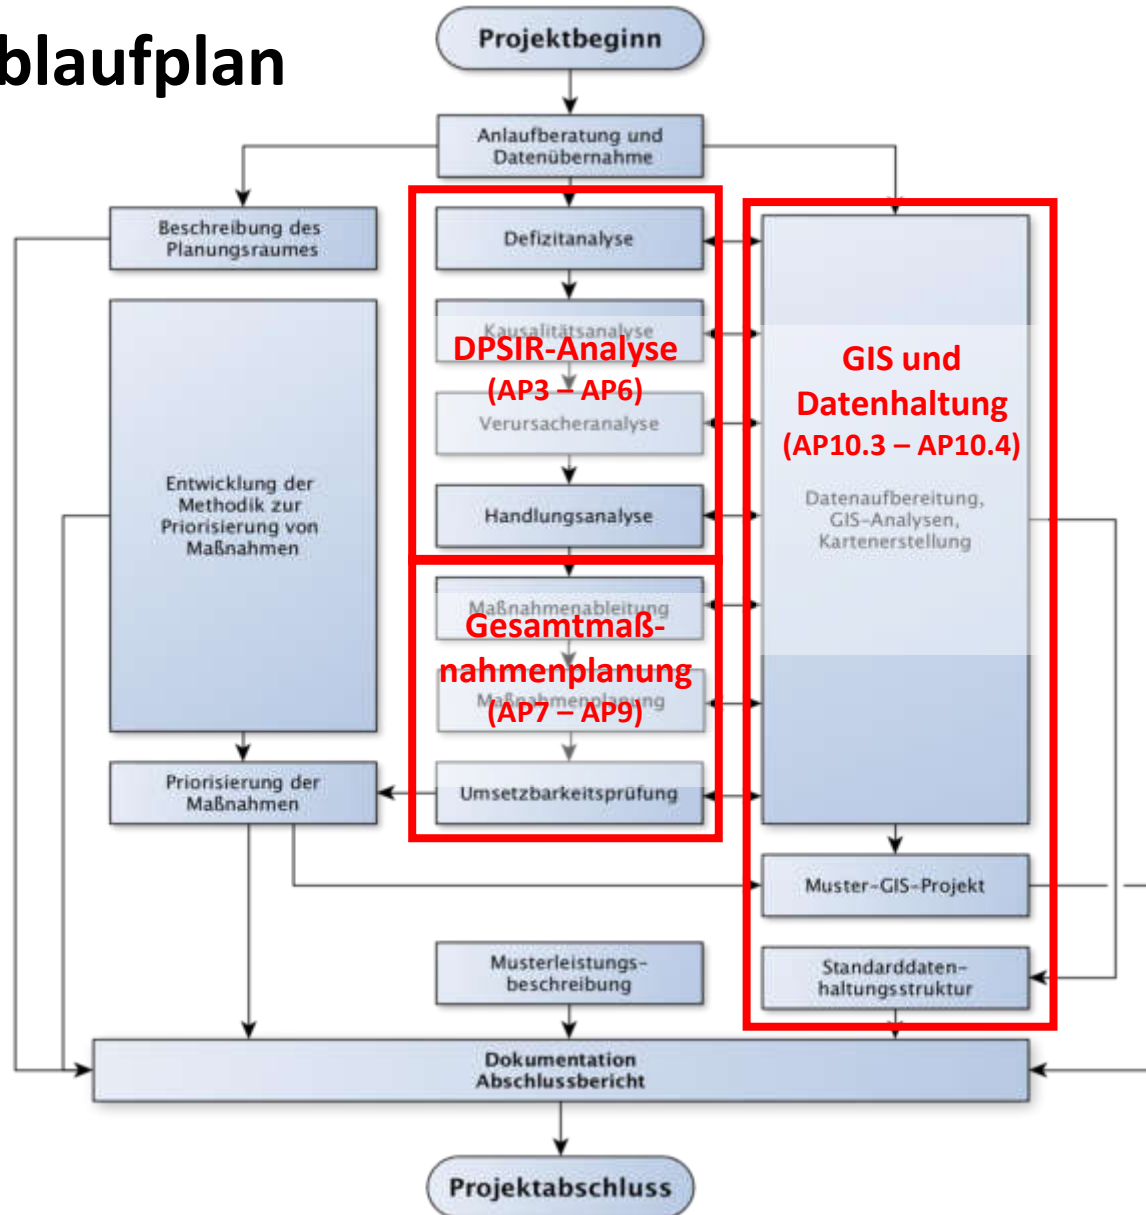 blaufplan
Projektbeginn
Anlaufberatung und
Datenübernahme
Beschreibung des
Planungsraumes
Defizitanalyse
Kausalitätsanalyse
DPSIR-Analyse
(AP3 – AP6)
Verursacheranalyse
Handlungsanalyse
GIS und
Datenhaltung
(AP10.3 – AP10.4)
Datenaufbereitung,
GIS-Analysen,
Kartenerstellung
Entwicklung der
Methodik zur
Priorisierung von
Maßnahmen
Maßnahmenableitung
Gesamtmaß-
nahmenplanung
Maßnahmenplanung
(AP7 – AP9)
Priorisierung der
Maßnahmen
Umsetzbarkeitsprüfung
Muster-GIS-Projekt
Musterleistungs-
beschreibung
Standarddaten-
haltungsstruktur
Dokumentation
Abschlussbericht
Projektabschluss